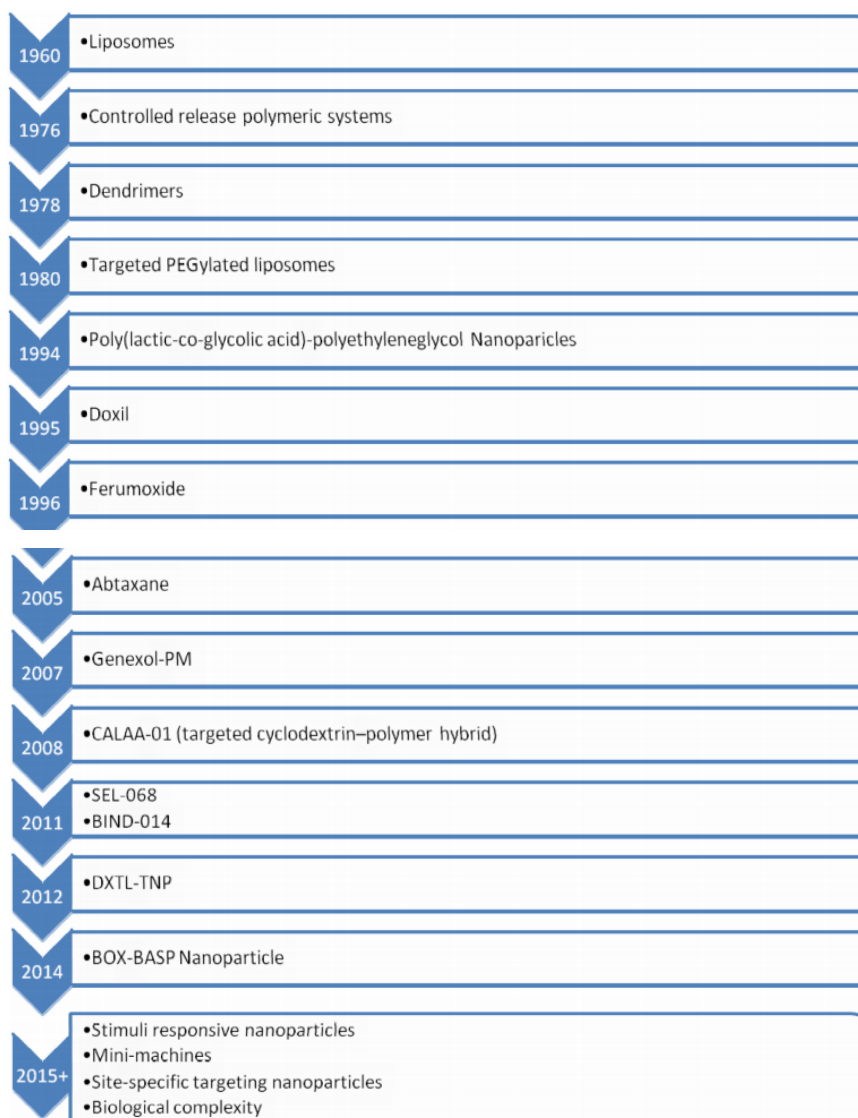 1960
•Liposomes
1976
•Controlled release polymeric systems
1978
•Dendrimers
1980
•Targeted PEGylated liposomes
1994
•Poly(lactic-co-glycolic acid)-polyethyleneglycol Nanoparicles
1995
•Doxil
1996
•Ferumoxide
2005
•Abtaxane
2007
•Genexol-PM
2008
•CALAA-01 (targeted cyclodextrin–polymer hybrid)
2011
•SEL-068
•BIND-014
2012
•DXTL-TNP
2014
•BOX-BASP Nanoparticle
2015+
•Stimuli responsive nanoparticles
•Mini-machines
•Site-specific targeting nanoparticles
•Biological complexity